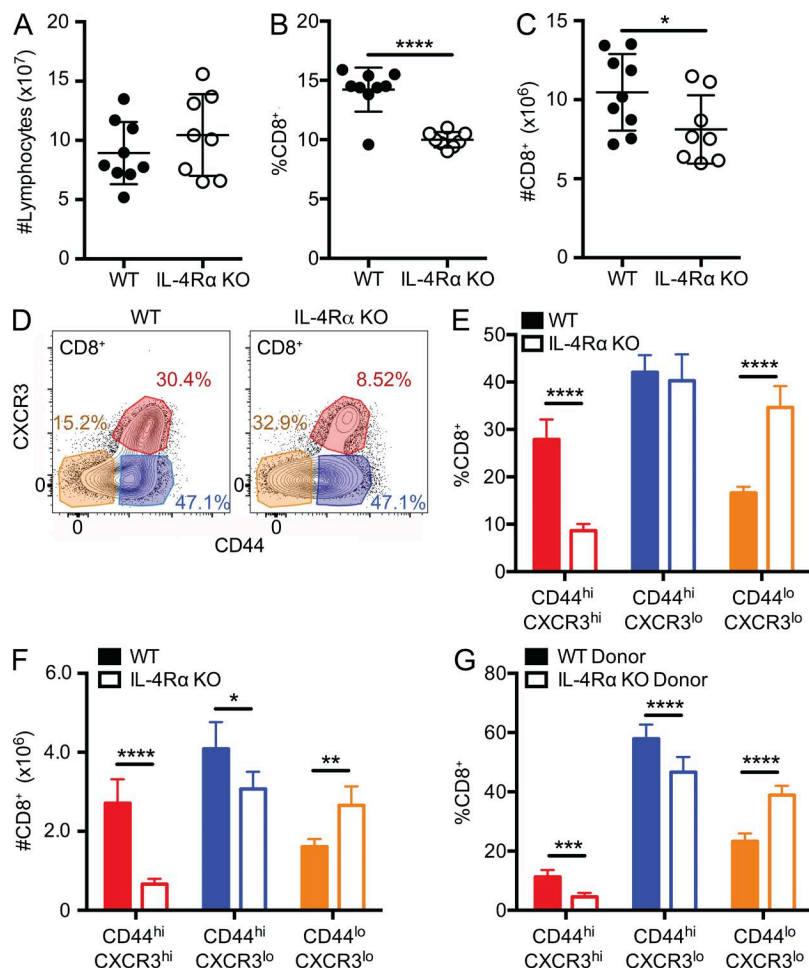 A
#Lymphocytes (x10⁷)
20
15
10
5
0
WT
IL-4Rα KO
B
%CD8⁺
20
15
10
5
0
****
WT
IL-4Rα KO
C
#CD8⁺ (x10⁶)
15
10
5
0
*
WT
IL-4Rα KO
D
WT
IL-4Rα KO
CXCR3
0
CD8⁺
30.4%
15.2%
47.1%
0
CD8⁺
8.52%
32.9%
47.1%
0
0
CD44
E
WT
IL-4Rα KO
%CD8⁺
50
40
30
20
10
0
****
****
CD44hi
CXCR3hi
CD44hi
CXCR3lo
CD44lo
CXCR3lo
F
WT
IL-4Rα KO
#CD8⁺ (x10⁶)
6.0
4.0
2.0
0
****
*
**
CD44hi
CXCR3hi
CD44hi
CXCR3lo
CD44lo
CXCR3lo
G
WT Donor
IL-4Rα KO Donor
%CD8⁺
80
60
40
20
0
***
****
****
CD44hi
CXCR3hi
CD44hi
CXCR3lo
CD44lo
CXCR3lo